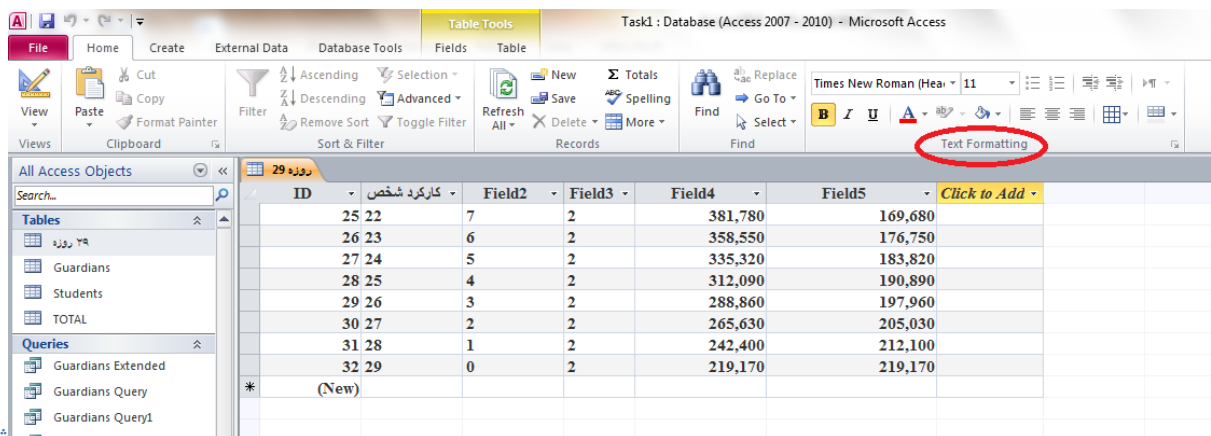 Table Tools
Task1 : Database (Access 2007 - 2010) - Microsoft Access
File Home Create External Data Database Tools Fields Table
View
Views
Paste
Cut
Copy
Format Painter
Clipboard
Filter
Ascending
Descending
Remove Sort
Selection
Advanced
Toggle Filter
Sort & Filter
Refresh
All
New
Save
Delete
Totals
Spelling
More
Records
Find
Replace
Go To
Select
Find
Times New Roman (Hea
11
B I U A
Text Formatting
All Access Objects
Search...
Tables
۲۹ روزه
Guardians
Students
TOTAL
Queries
Guardians Extended
Guardians Query
Guardians Query1
29 روزه
ID کارکرد شخص Field2 Field3 Field4 Field5 Click to Add
25 22 7 2 381,780 169,680
26 23 6 2 358,550 176,750
27 24 5 2 335,320 183,820
28 25 4 2 312,090 190,890
29 26 3 2 288,860 197,960
30 27 2 2 265,630 205,030
31 28 1 2 242,400 212,100
32 29 0 2 219,170 219,170
(New)